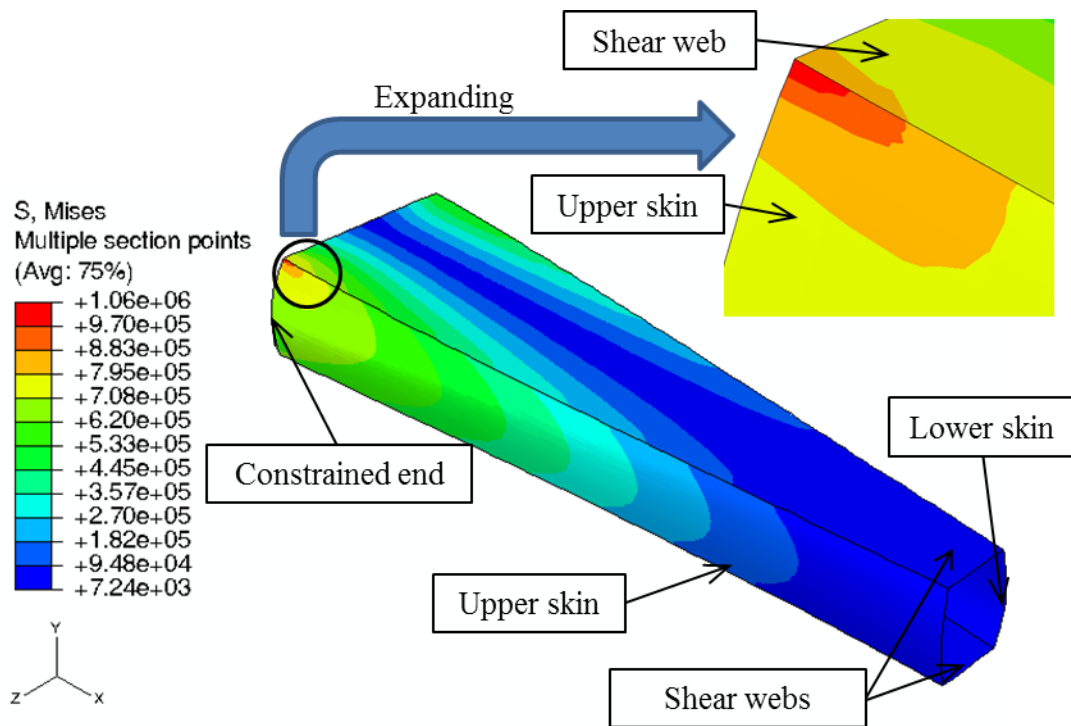 Shear web
Expanding
Upper skin
S, Mises
Multiple section points
(Avg: 75%)
+1.06e+06
+9.70e+05
+8.83e+05
+7.95e+05
+7.08e+05
+6.20e+05
+5.33e+05
+4.45e+05
+3.57e+05
+2.70e+05
+1.82e+05
+9.48e+04
+7.24e+03
Constrained end
Lower skin
Upper skin
Shear webs
Y
Z
X